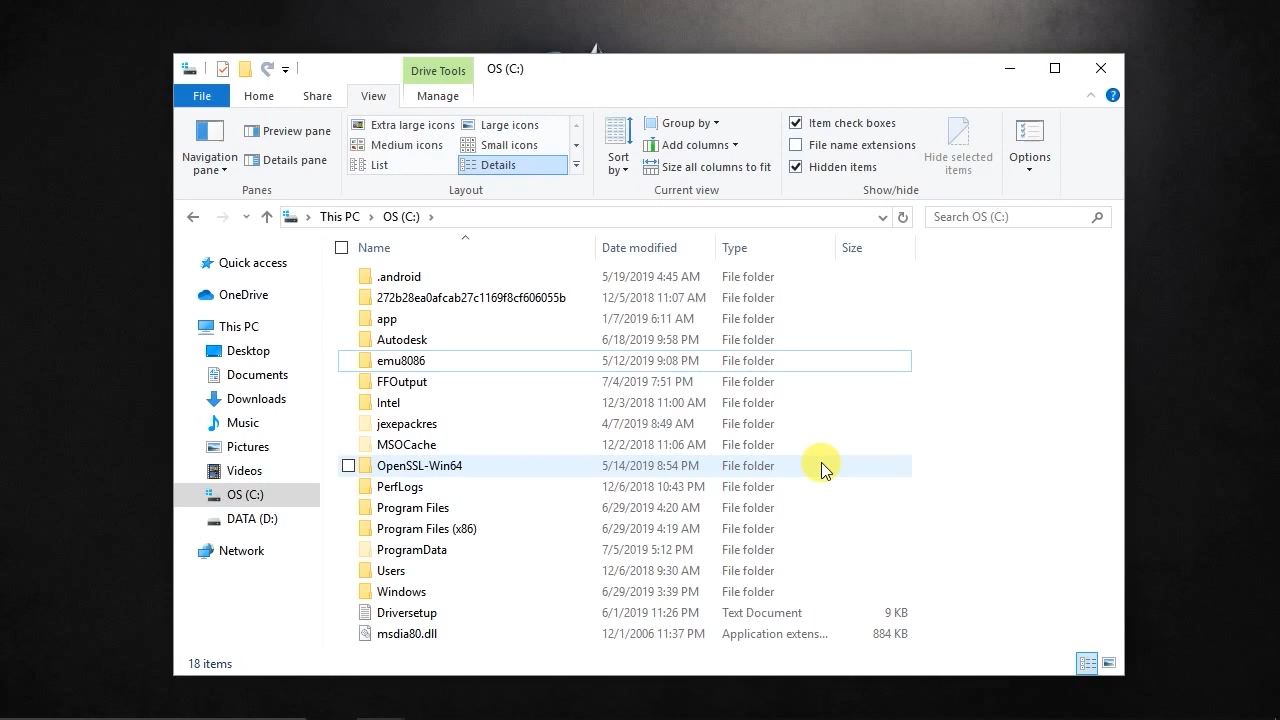 Drive Tools
OS (C:)
File
Home
Share
View
Manage
Navigation pane
Preview pane
Details pane
Panes
Extra large icons
Large icons
Medium icons
Small icons
List
Details
Layout
Sort by
Group by
Add columns
Size all columns to fit
Current view
Item check boxes
File name extensions
Hidden items
Hide selected items
Show/hide
Options
This PC
OS (C:)
Search OS (C:)
Quick access
OneDrive
This PC
Desktop
Documents
Downloads
Music
Pictures
Videos
OS (C:)
DATA (D:)
Network
Name Date modified Type Size
.android 5/19/2019 4:45 AM File folder
272b28ea0afcab27c1169f8cf606055b 12/5/2018 11:07 AM File folder
app 1/7/2019 6:11 AM File folder
Autodesk 6/18/2019 9:58 PM File folder
emu8086 5/12/2019 9:08 PM File folder
FFOutput 7/4/2019 7:51 PM File folder
Intel 12/3/2018 11:00 AM File folder
jexepackres 4/7/2019 8:49 AM File folder
MSOCache 12/2/2018 11:06 AM File folder
OpenSSL-Win64 5/14/2019 8:54 PM File folder
PerfLogs 12/6/2018 10:43 PM File folder
Program Files 6/29/2019 4:20 AM File folder
Program Files (x86) 6/29/2019 4:19 AM File folder
ProgramData 7/5/2019 5:12 PM File folder
Users 12/6/2018 9:30 AM File folder
Windows 6/29/2019 3:39 PM File folder
Driversetup 6/1/2019 11:26 PM Text Document 9 KB
msdia80.dll 12/1/2006 11:37 PM Application extens... 884 KB
18 items